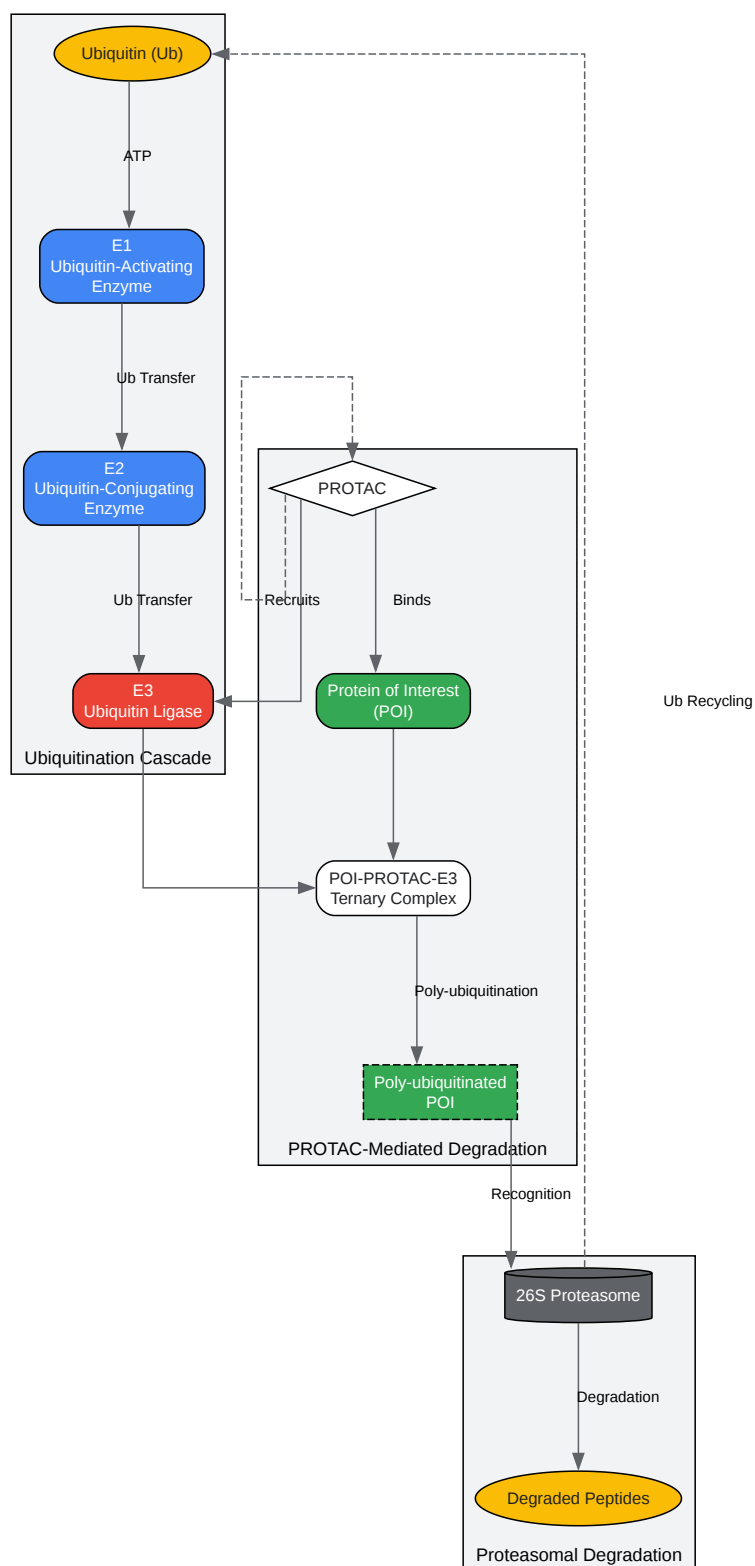 Ubiquitin (Ub)
ATP
E1
Ubiquitin-Activating
Enzyme
Ub Transfer
E2
Ubiquitin-Conjugating
Enzyme
Ub Transfer
E3
Ubiquitin Ligase
Ubiquitination Cascade
PROTAC
Recruits
Binds
Protein of Interest
(POI)
POI-PROTAC-E3
Ternary Complex
Poly-ubiquitination
Poly-ubiquitinated
POI
PROTAC-Mediated Degradation
Ub Recycling
Recognition
26S Proteasome
Degradation
Degraded Peptides
Proteasomal Degradation